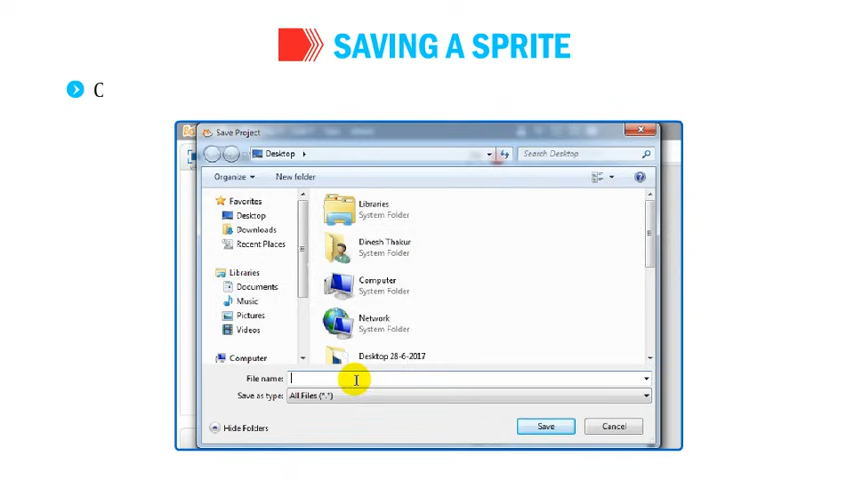 SAVING A SPRITE
C
Save Project
Desktop
Search Desktop
Organize
New folder
Favorites
Desktop
Downloads
Recent Places
Libraries
Documents
Music
Pictures
Videos
Computer
Libraries
System Folder
Dinesh Thakur
System Folder
Computer
System Folder
Network
System Folder
Desktop 28-6-2017
File name:
Save as type: All Files (*.*)
Hide Folders
Save
Cancel